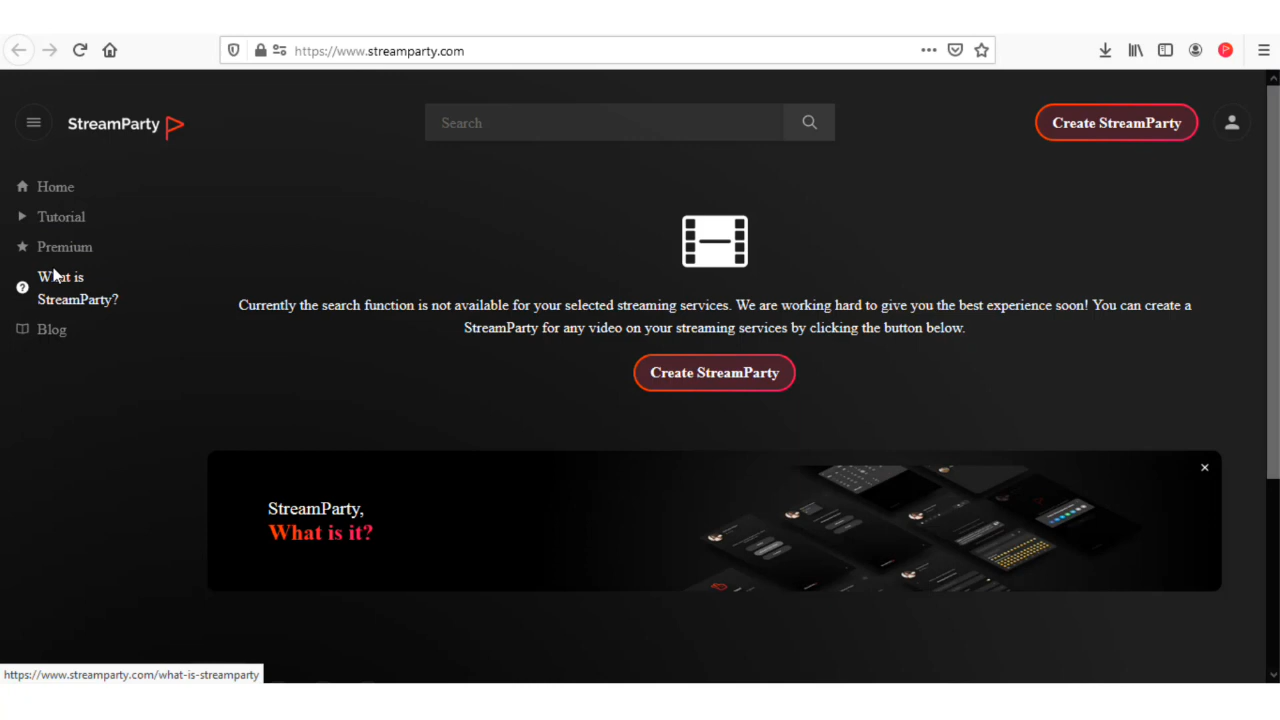 https://www.streamparty.com
StreamParty
Search
Create StreamParty
Home
Tutorial
Premium
What is
StreamParty?
Blog
Currently the search function is not available for your selected streaming services. We are working hard to give you the best experience soon! You can create a
StreamParty for any video on your streaming services by clicking the button below.
Create StreamParty
StreamParty,
What is it?
https://www.streamparty.com/what-is-streamparty